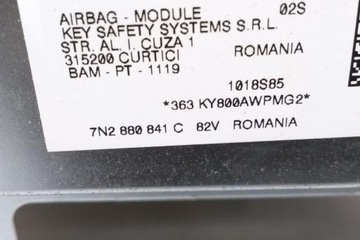 AIRBAG - MODULE 02S
KEY SAFETY SYSTEMS S.R.L.
STR. AL. I. CUZA 1
315200 CURTICI ROMANIA
BAM - PT - 1119
1018S85
*363 KY800AWPMG2*
7N2 880 841 C 82V ROMANIA